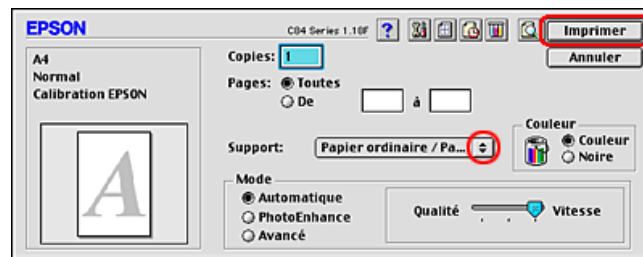 EPSON
C84 Series 1.10F
?
Imprimer
A4
Normal
Calibration EPSON
A
Copies: 1
Annuler
Pages: Toutes
De à
Support: Papier ordinaire / Pa...
Couleur
Couleur
Noire
Mode
Automatique
PhotoEnhance
Avancé
Qualité Vitesse